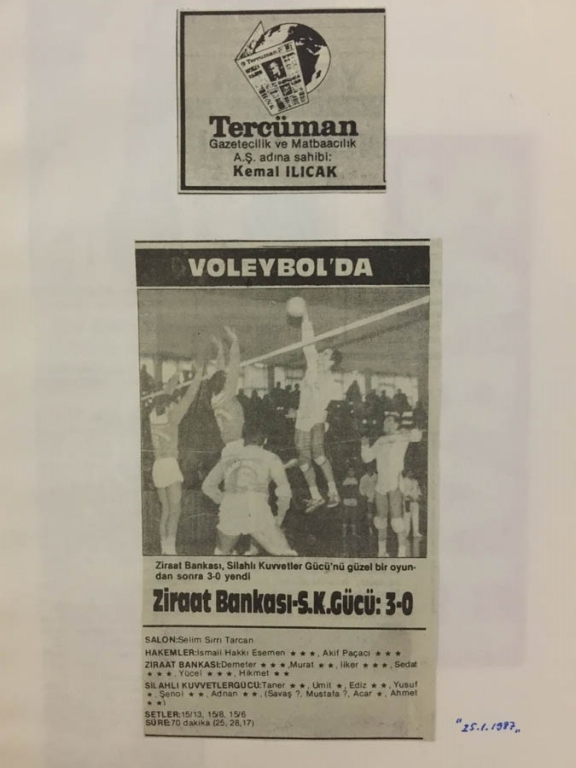 Tercüman
Gazetecilik ve Matbaacılık
A.Ş. adına sahibi:
Kemal ILICAK
VOLEYBOL'DA
Ziraat Bankası, Silahlı Kuvvetler Gücü'nü güzel bir oyun-
dan sonra 3-0 yendi
Ziraat Bankası-S.K.Gücü: 3-0
SALON:Selim Sırrı Tarcan
HAKEMLER:İsmail Hakkı Esemen ★ ★ ★, Akif Paçacı ★ ★ ★
ZİRAAT BANKASI:Demeter ★ ★ ★, Murat ★ ★, İlker ★ ★ ★, Sedat
★ ★ ★, Yücel ★ ★ ★, Hikmet ★ ★
SİLAHLI KUVVETLERGÜCÜ:Taner ★ ★, Ümit ★, Ediz ★ ★, Yusuf
★, Şenol ★ ★, Adnan ★ ★, (Savaş ?, Mustafa ?, Acar ★, Ahmet
★ ★)
SETLER:15/13, 15/8, 15/6
SÜRE:70 dakika (25, 28,17)
"25.1.1987"